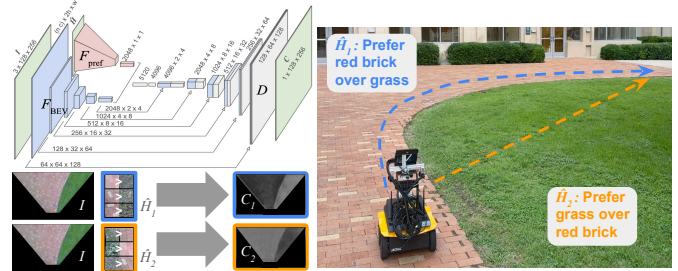 I
3 x 128 x 256
(n c) x 2h x w
Ĥ
F_pref
2048 x 1 x 1
F_BEV
5120
4096
4096 x 2 x 4
2048 x 4 x 8
1024 x 8 x 16
512 x 16 x 32
256 x 32 x 64
128 x 64 x 128
D
C
1 x 128 x 256
2048 x 2 x 4
1024 x 4 x 8
512 x 8 x 16
256 x 16 x 32
128 x 32 x 64
64 x 64 x 128
I
Ĥ₁
C₁
I
Ĥ₂
C₂
Ĥ₁: Prefer
red brick
over grass
Ĥ₂: Prefer
grass over
red brick